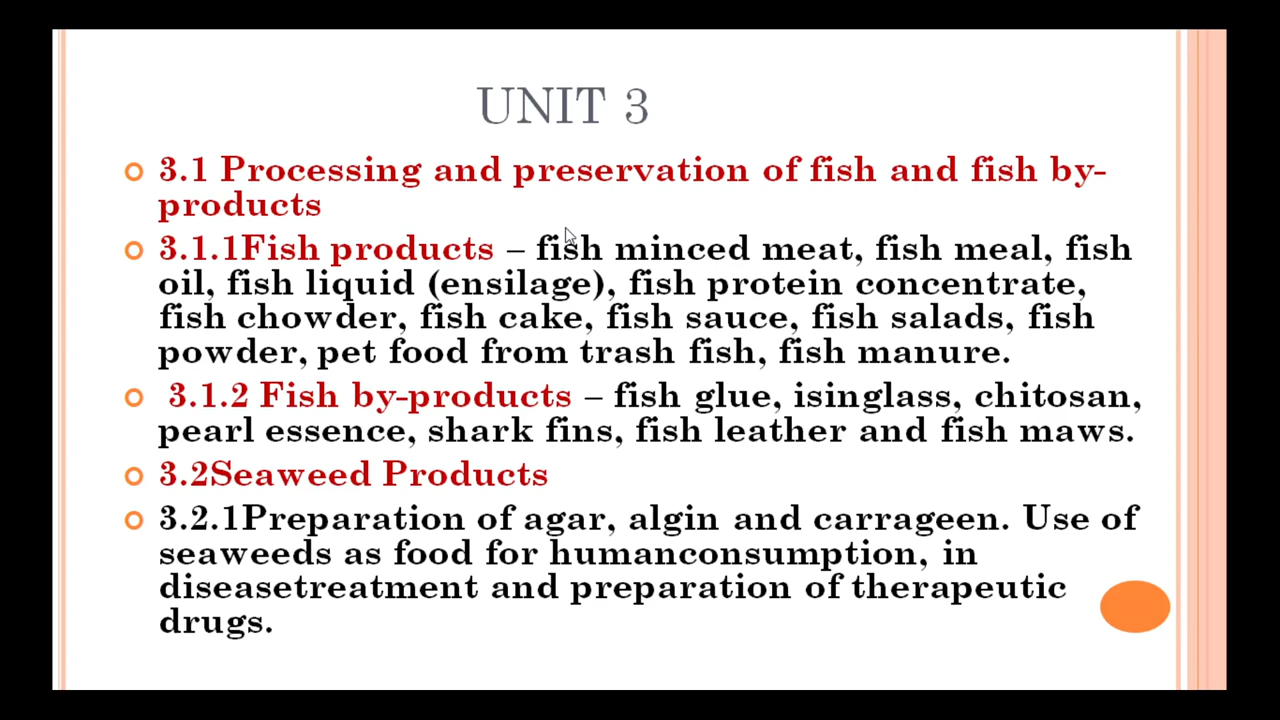 UNIT 3
3.1 Processing and preservation of fish and fish by-
products
3.1.1Fish products – fish minced meat, fish meal, fish
oil, fish liquid (ensilage), fish protein concentrate,
fish chowder, fish cake, fish sauce, fish salads, fish
powder, pet food from trash fish, fish manure.
3.1.2 Fish by-products – fish glue, isinglass, chitosan,
pearl essence, shark fins, fish leather and fish maws.
3.2Seaweed Products
3.2.1Preparation of agar, algin and carrageen. Use of
seaweeds as food for humanconsumption, in
diseasetreatment and preparation of therapeutic
drugs.